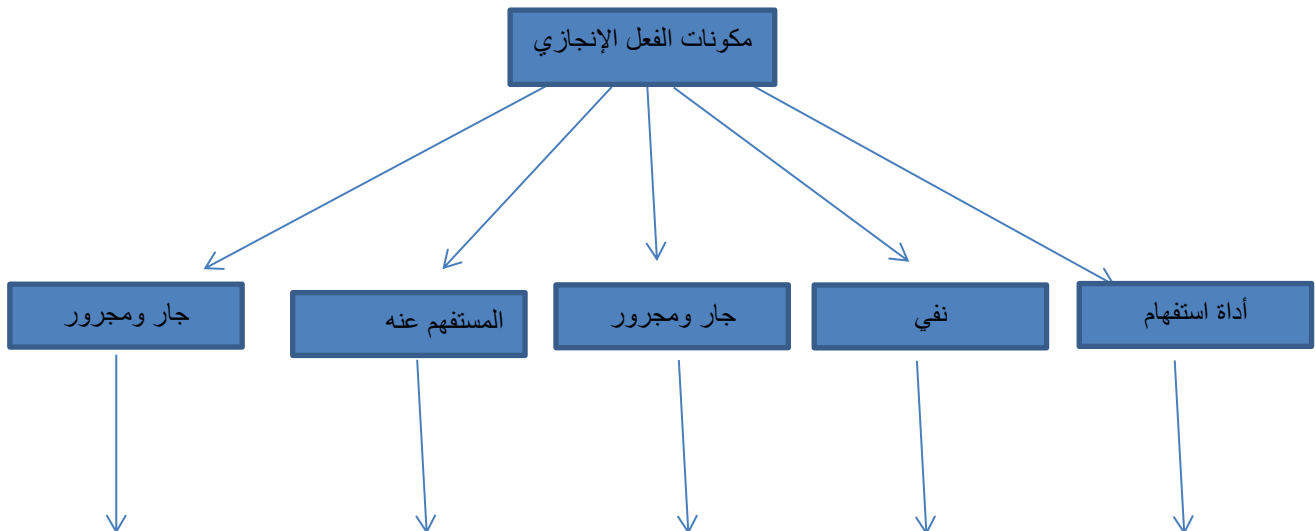 مكونات الفعل الإنجازي
أداة استفهام
نفي
جار ومجرور
المستفهم عنه
جار ومجرور